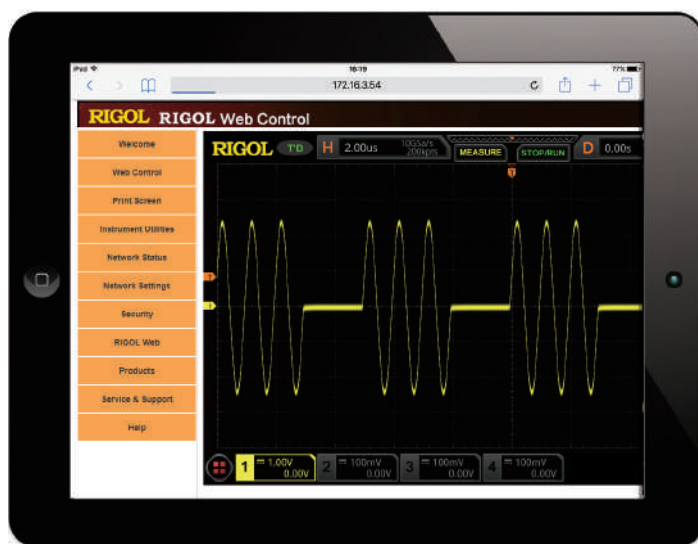 iPad 16:19 77%
172.16.3.54
RIGOL RIGOL Web Control
Welcome
Web Control
Print Screen
Instrument Utilities
Network Status
Network Settings
Security
RIGOL Web
Products
Service & Support
Help
RIGOL T'D H 2.00us 10GSa/s 200kpts MEASURE STOP/RUN D 0.00s
T
T
1
1 1.00V 0.00V
2 100mV 0.00V
3 100mV 0.00V
4 100mV 0.00V